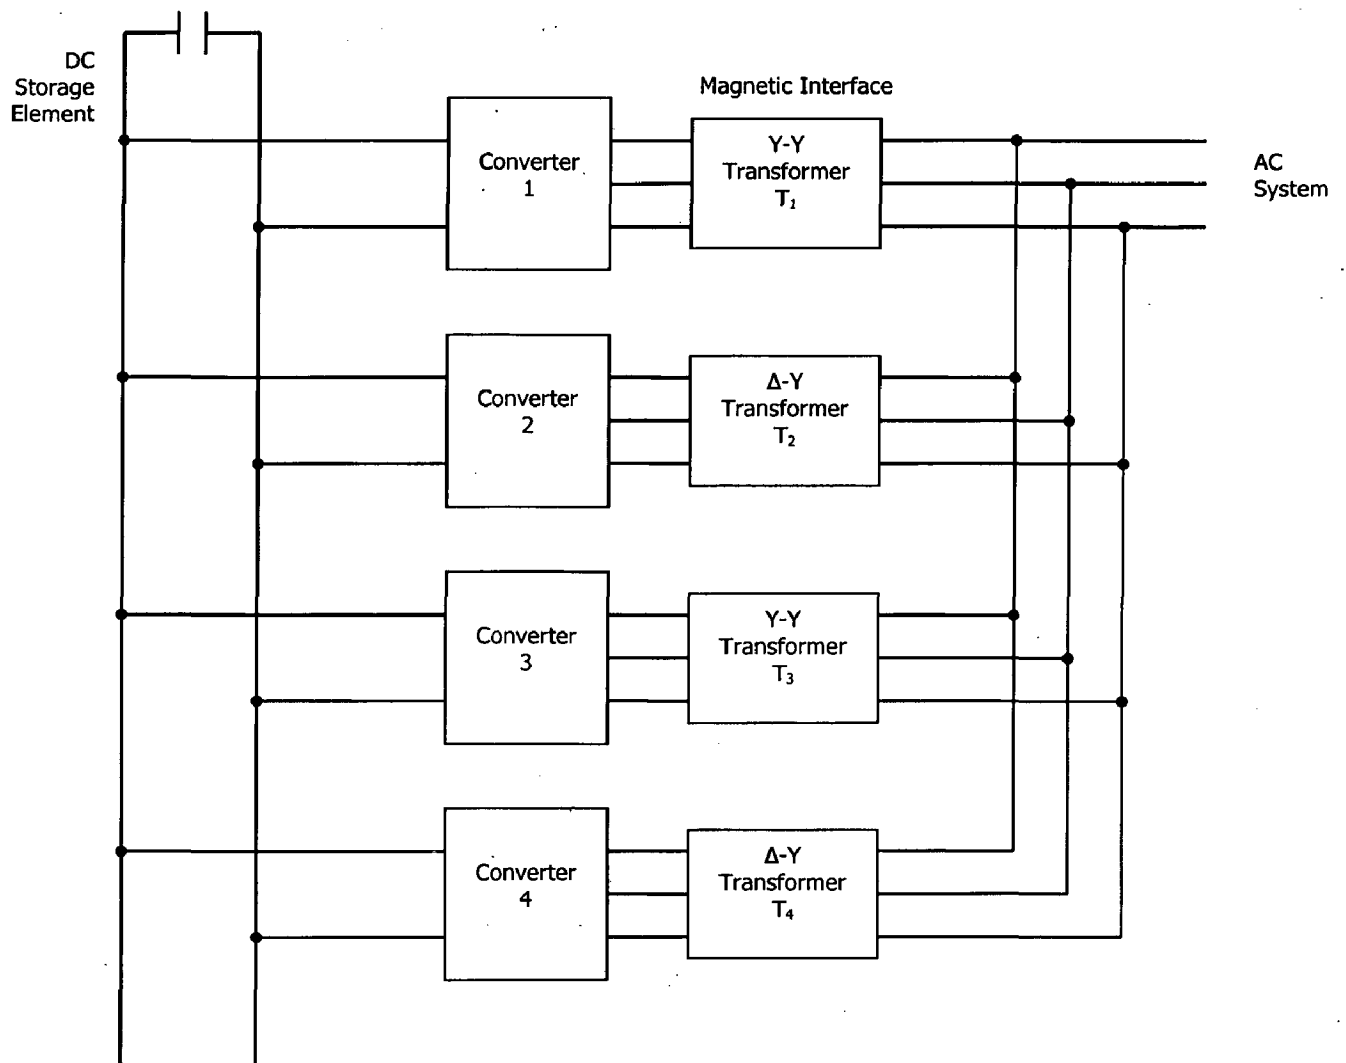 DC
Storage
Element
Magnetic Interface
Converter
1
Y-Y
Transformer
T₁
AC
System
Converter
2
Δ-Y
Transformer
T₂
Converter
3
Y-Y
Transformer
T₃
Converter
4
Δ-Y
Transformer
T₄